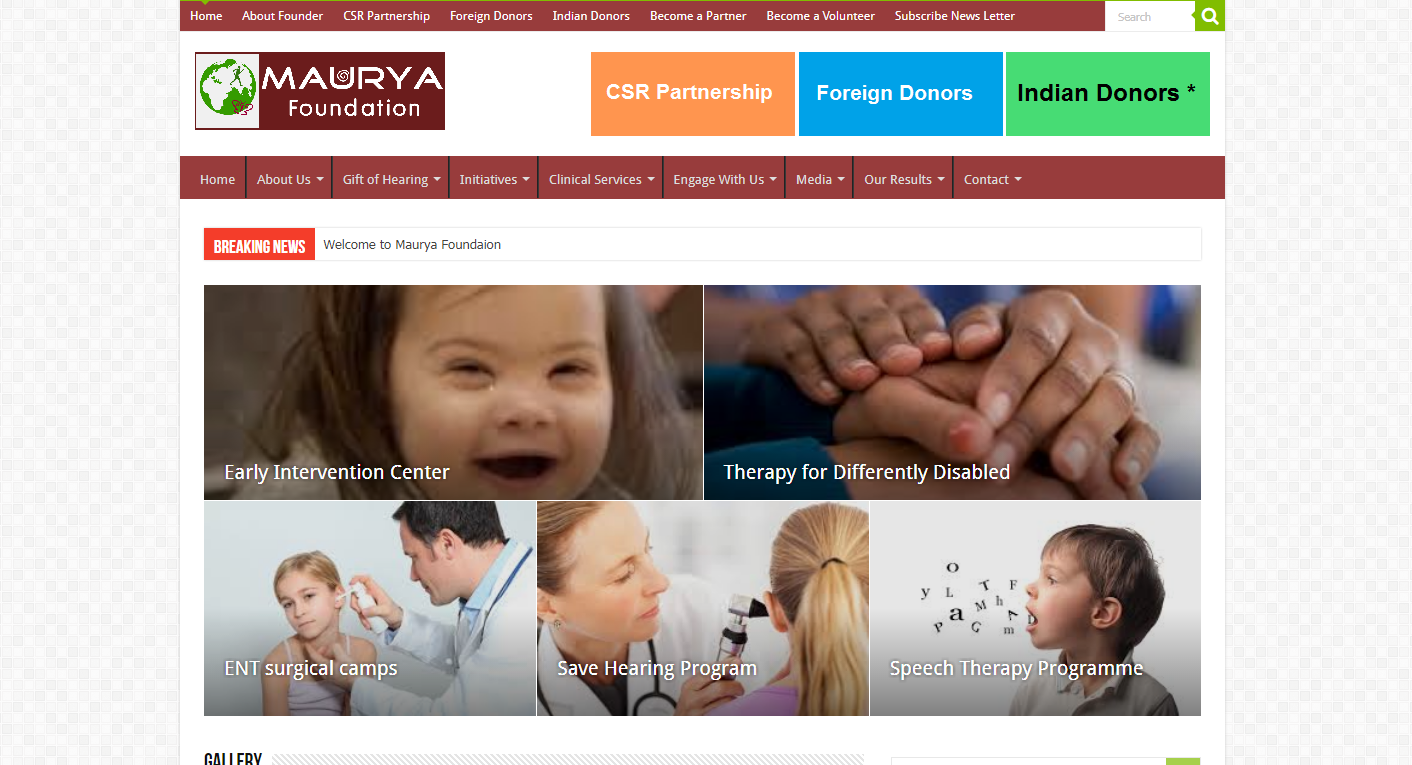 Home About Founder CSR Partnership Foreign Donors Indian Donors Become a Partner Become a Volunteer Subscribe News Letter Search
MAURYA
Foundation
CSR Partnership Foreign Donors Indian Donors *
Home About Us Gift of Hearing Initiatives Clinical Services Engage With Us Media Our Results Contact
BREAKING NEWS Welcome to Maurya Foundaion
Early Intervention Center Therapy for Differently Disabled
O
y L T F
a M h A D
P G m
ENT surgical camps Save Hearing Program Speech Therapy Programme
GALLERY